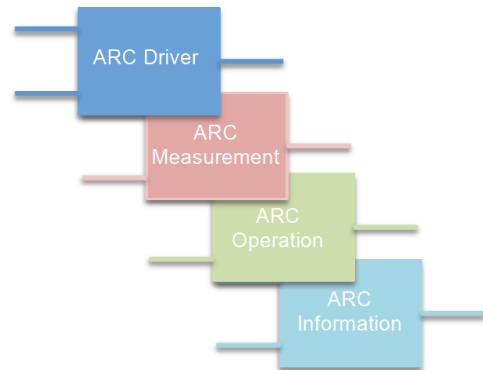 ARC Driver
ARC
Measurement
ARC
Operation
ARC
Information